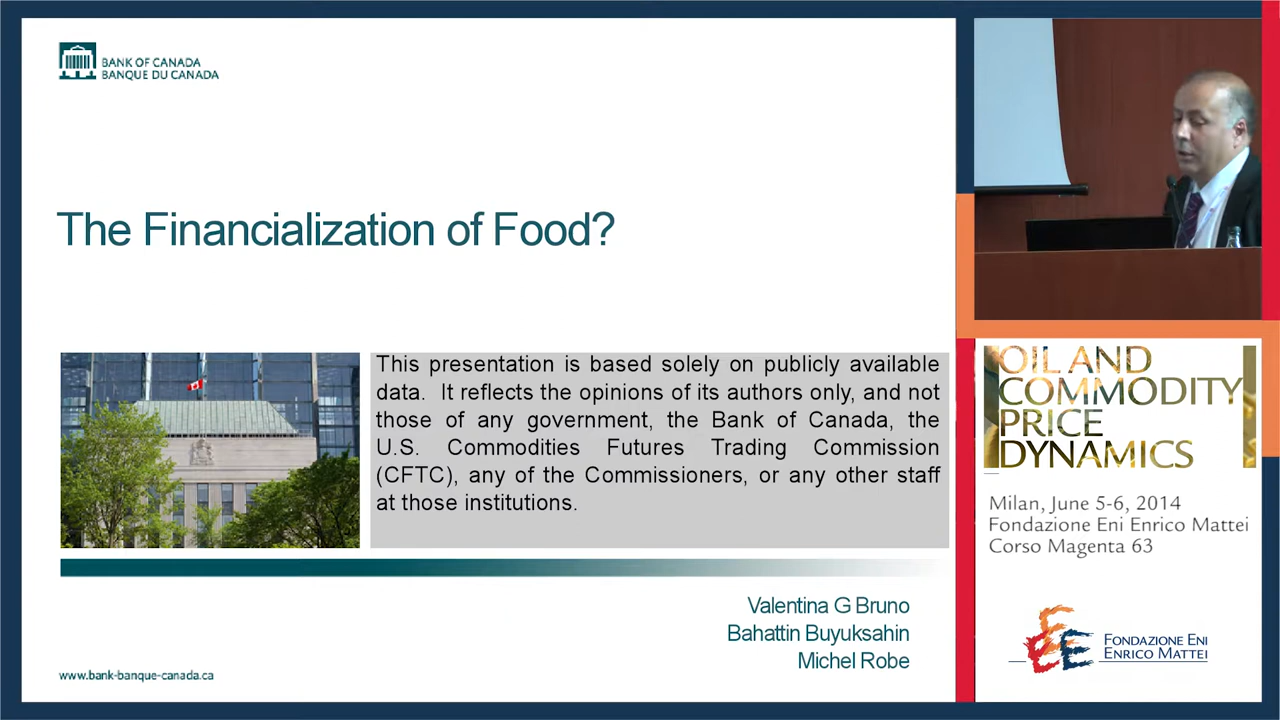 BANK OF CANADA
BANQUE DU CANADA
The Financialization of Food?
This presentation is based solely on publicly available
data. It reflects the opinions of its authors only, and not
those of any government, the Bank of Canada, the
U.S. Commodities Futures Trading Commission
(CFTC), any of the Commissioners, or any other staff
at those institutions.
Valentina G Bruno
Bahattin Buyuksahin
Michel Robe
www.bank-banque-canada.ca
OIL AND
COMMODITY
PRICE
DYNAMICS
Milan, June 5-6, 2014
Fondazione Eni Enrico Mattei
Corso Magenta 63
FONDAZIONE ENI
ENRICO MATTEI